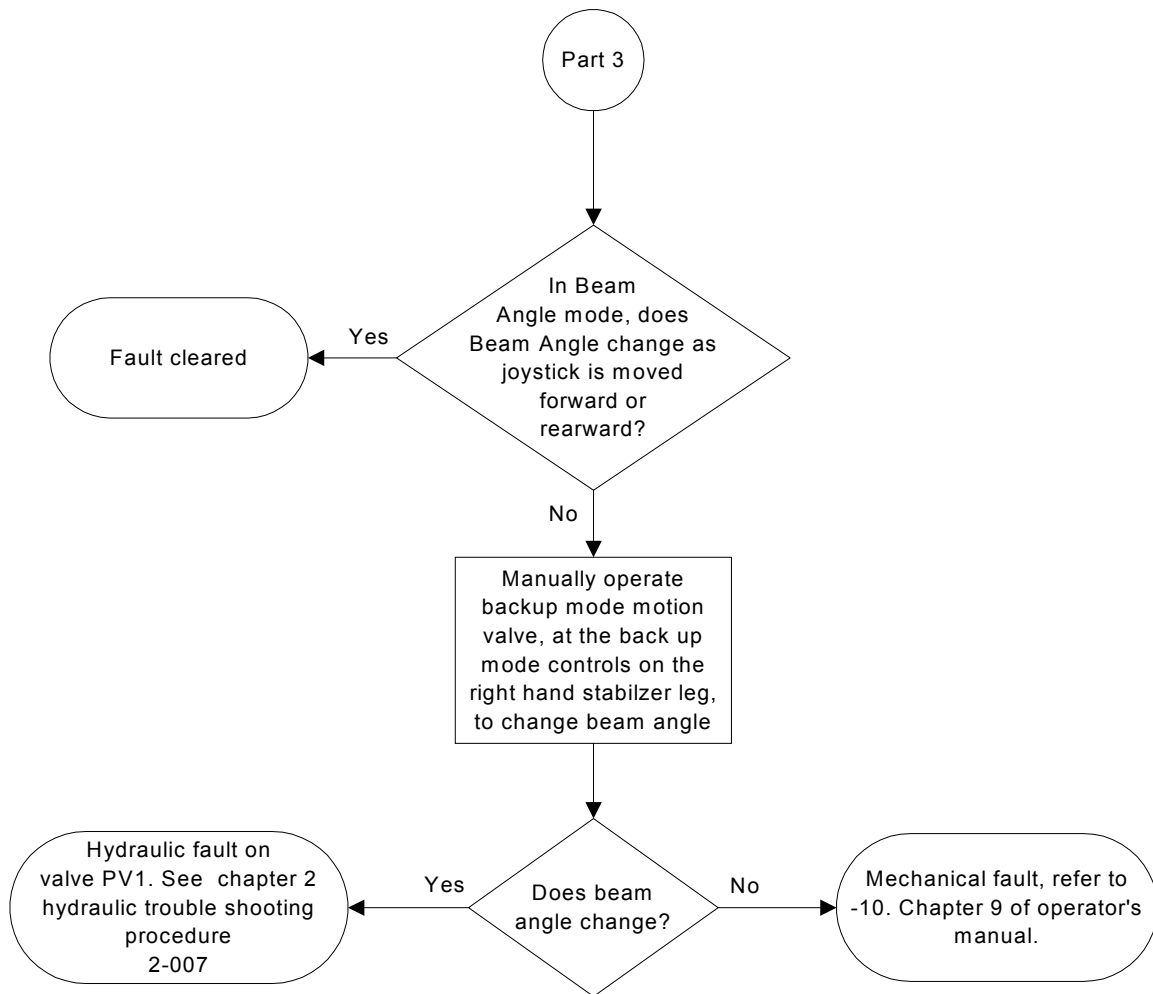 Part 3
In Beam
Angle mode, does
Beam Angle change as
joystick is moved
forward or
rearward?
Yes
Fault cleared
No
Manually operate
backup mode motion
valve, at the back up
mode controls on the
right hand stabilzer leg,
to change beam angle
Does beam
angle change?
Yes
Hydraulic fault on
valve PV1. See  chapter 2
hydraulic trouble shooting
procedure
2-007
No
Mechanical fault, refer to
-10. Chapter 9 of operator's
manual.